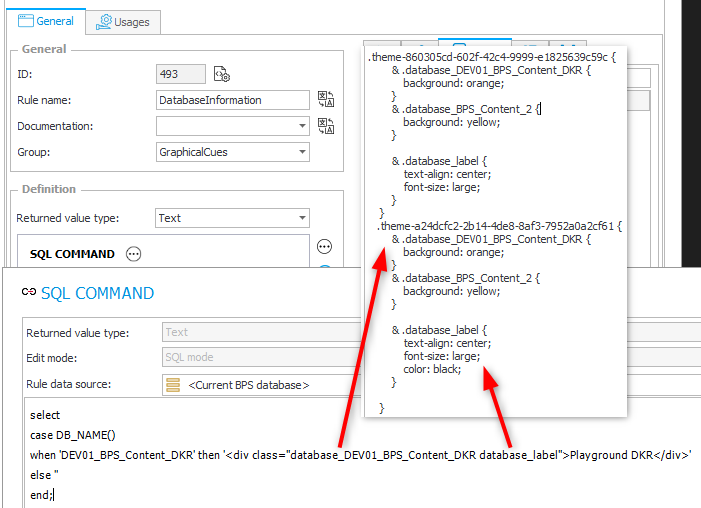 General
Usages
General
ID:
493
Rule name:
DatabaseInformation
Documentation:
Group:
GraphicalCues
Definition
Returned value type:
Text
SQL COMMAND
.theme-860305cd-602f-42c4-9999-e1825639c59c {
& .database_DEV01_BPS_Content_DKR {
background: orange;
}
& .database_BPS_Content_2 {
background: yellow;
}
& .database_label {
text-align: center;
font-size: large;
}
}
.theme-a24dcfc2-2b14-4de8-8af3-7952a0a2cf61 {
& .database_DEV01_BPS_Content_DKR {
background: orange;
}
& .database_BPS_Content_2 {
background: yellow;
}
& .database_label {
text-align: center;
font-size: large;
color: black;
}
}
SQL COMMAND
Returned value type:
Text
Edit mode:
SQL mode
Rule data source:
<Current BPS database>
select
case DB_NAME()
when 'DEV01_BPS_Content_DKR' then '<div class="database_DEV01_BPS_Content_DKR database_label">Playground DKR</div>'
else ''
end;